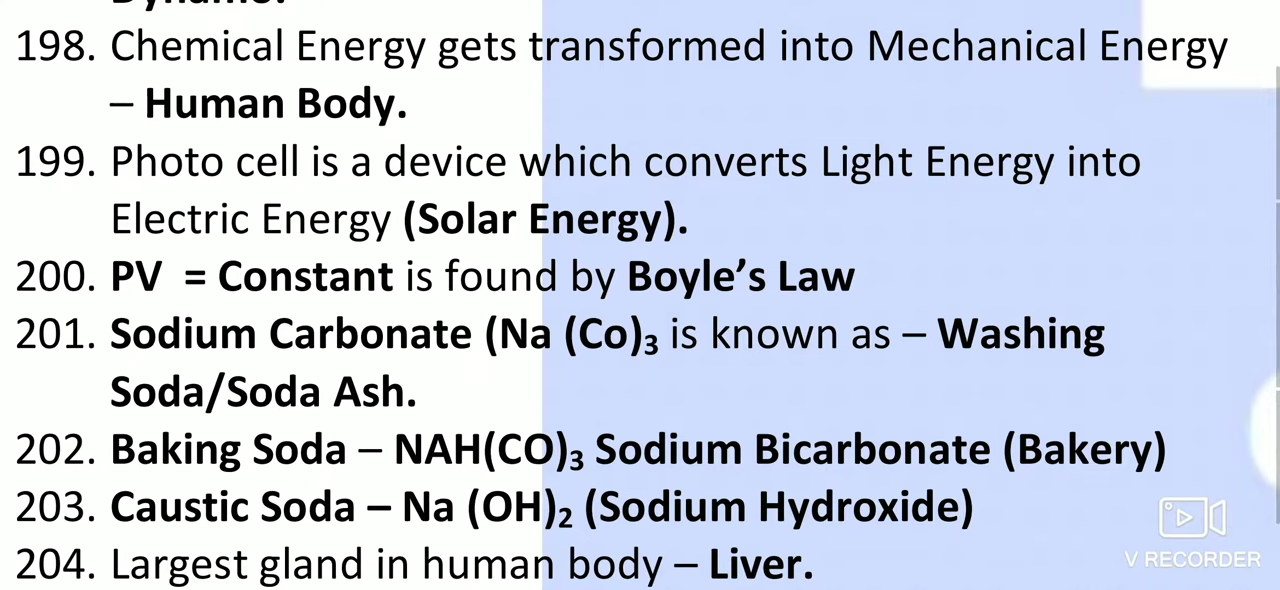 Dynamo.
198. Chemical Energy gets transformed into Mechanical Energy
– Human Body.
199. Photo cell is a device which converts Light Energy into
Electric Energy (Solar Energy).
200. PV = Constant is found by Boyle’s Law
201. Sodium Carbonate (Na (Co)₃ is known as – Washing
Soda/Soda Ash.
202. Baking Soda – NAH(CO)₃ Sodium Bicarbonate (Bakery)
203. Caustic Soda – Na (OH)₂ (Sodium Hydroxide)
204. Largest gland in human body – Liver.
V RECORDER